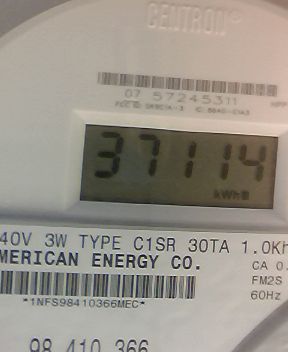 CENTRON®
07 57245311
37114
kWh
40V 3W TYPE C1SR 30TA 1.0Kh
MERICAN ENERGY CO.
CA 0.
FM2S
60Hz
*1NFS98410366MEC*
98 410 366